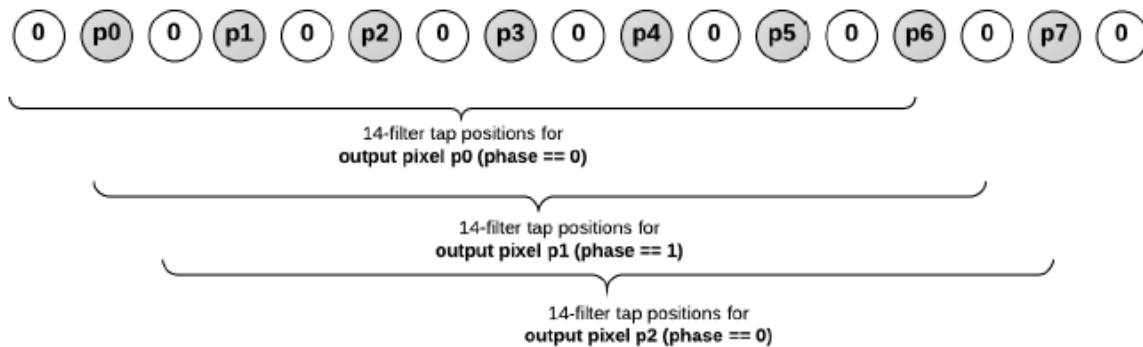 0 p0 0 p1 0 p2 0 p3 0 p4 0 p5 0 p6 0 p7 0
14-filter tap positions for
output pixel p0 (phase == 0)
14-filter tap positions for
output pixel p1 (phase == 1)
14-filter tap positions for
output pixel p2 (phase == 0)